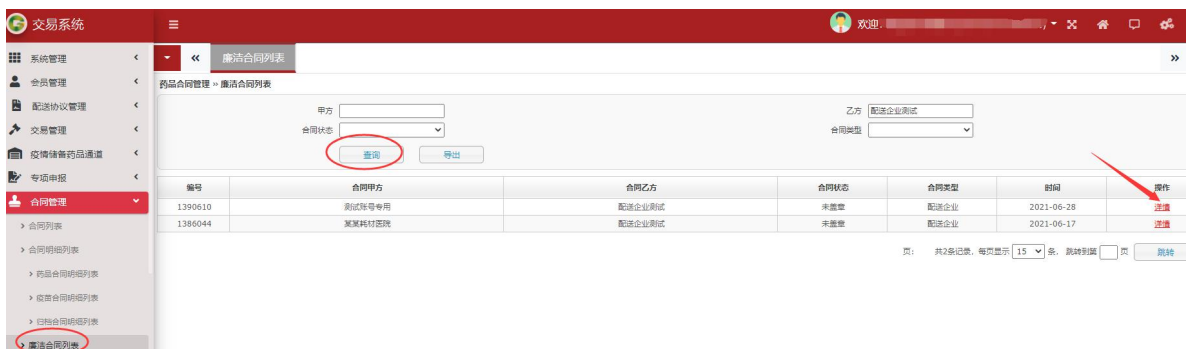 交易系统
欢迎,
系统管理
会员管理
配送协议管理
交易管理
疫情储备药品通道
专项申报
合同管理
合同列表
合同明细列表
药品合同明细列表
疫苗合同明细列表
归档合同明细列表
廉洁合同列表
廉洁合同列表
药品合同管理 » 廉洁合同列表
甲方
乙方 配送企业测试
合同状态
合同类型
查询 导出
编号 合同甲方 合同乙方 合同状态 合同类型 时间 操作
1390610 测试账号专用 配送企业测试 未盖章 配送企业 2021-06-28 详情
1386044 某某耗材医院 配送企业测试 未盖章 配送企业 2021-06-17 详情
页: 共2条记录, 每页显示 15 条, 跳转到第 页 跳转